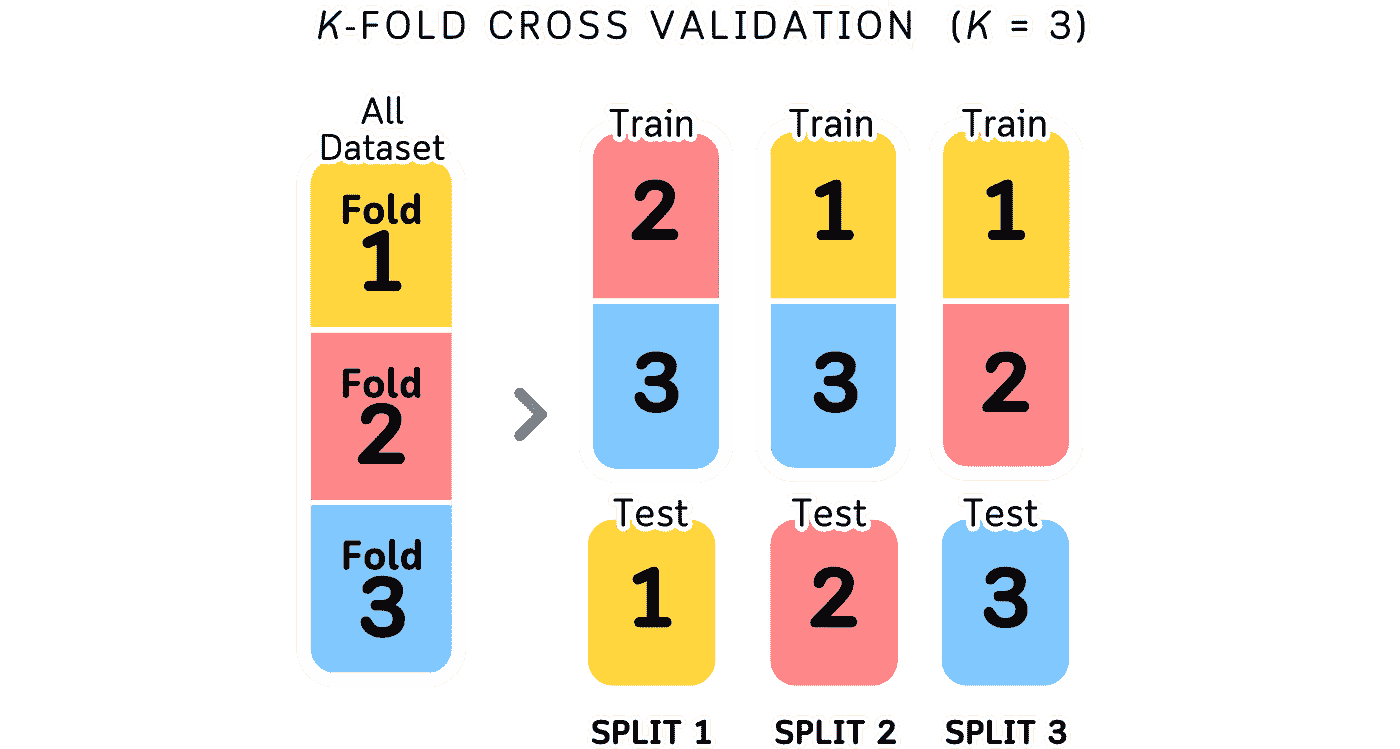 K-FOLD CROSS VALIDATION (K = 3)
All
Dataset
Fold
1
Fold
2
Fold
3
Train
2
3
Test
1
SPLIT 1
Train
1
3
Test
2
SPLIT 2
Train
1
2
Test
3
SPLIT 3